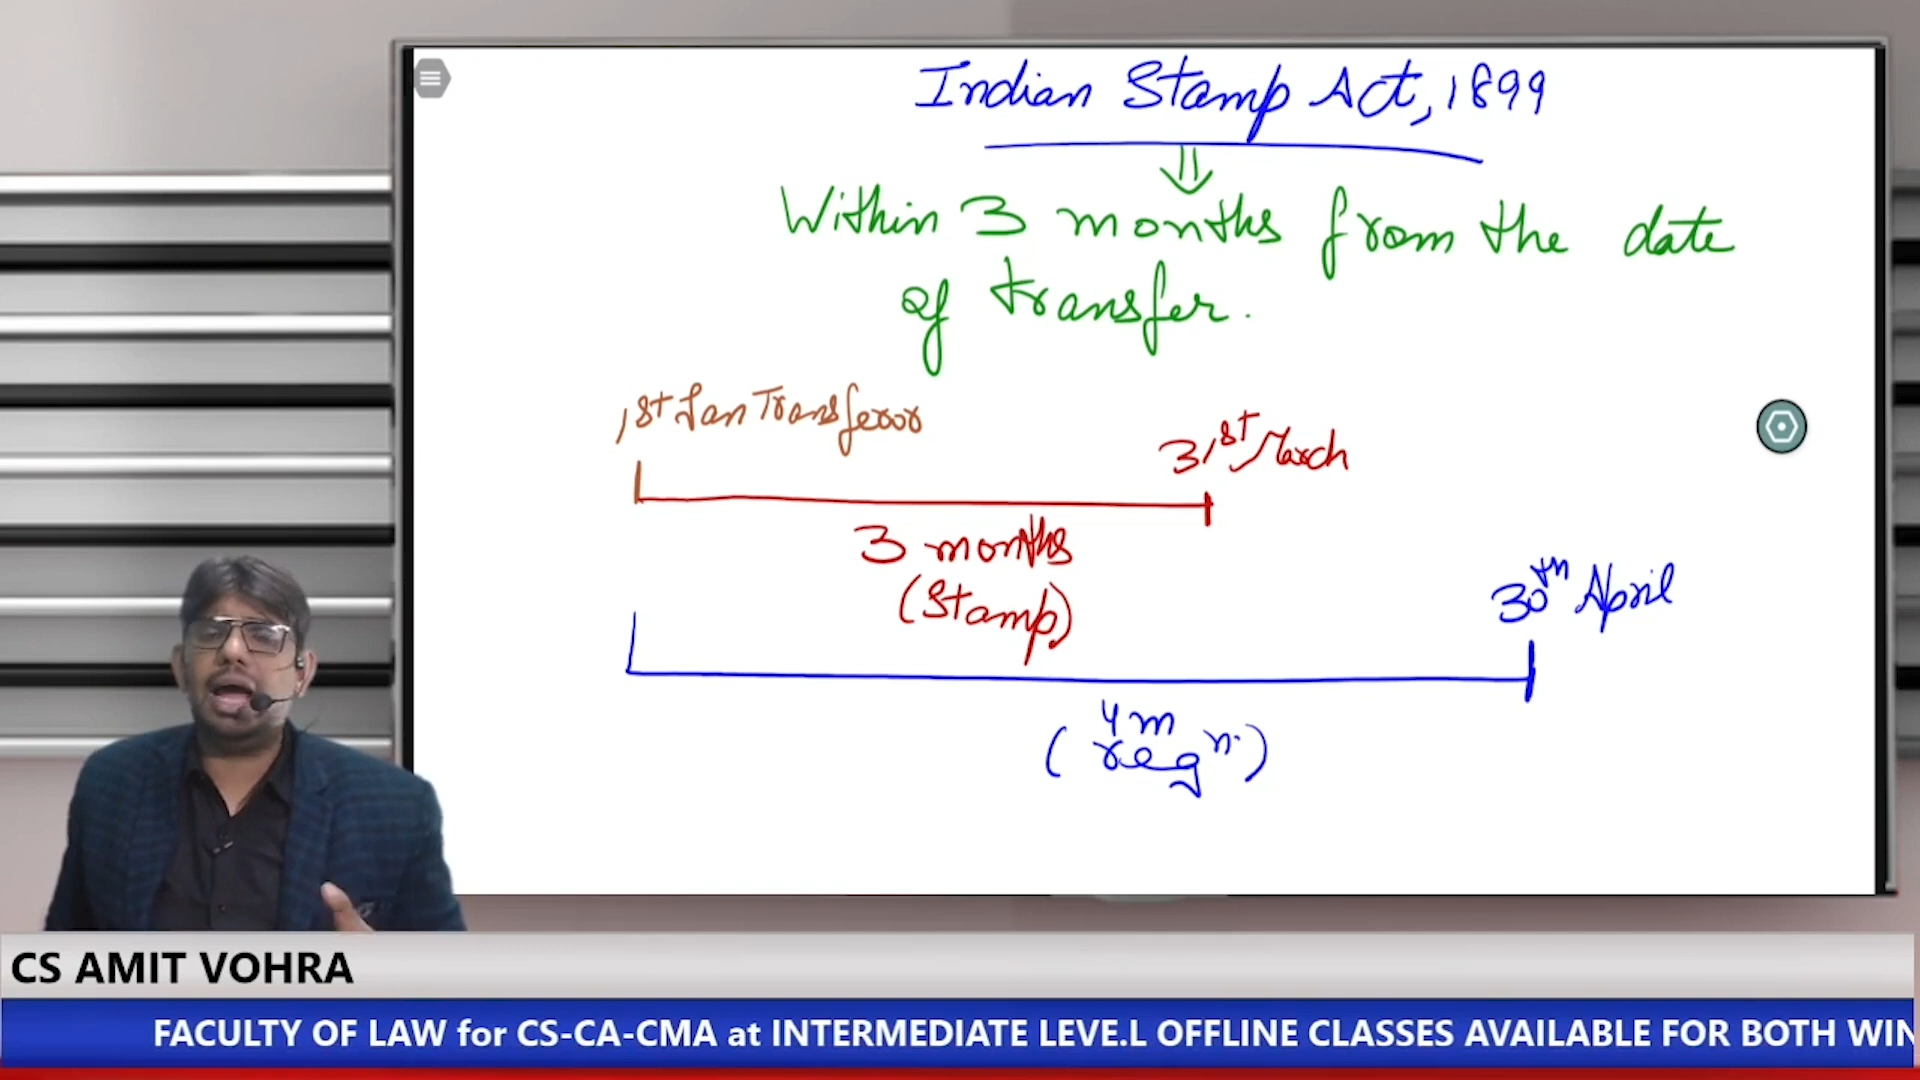 Indian Stamp Act, 1899
Within 3 months from the date
of transfer.
1st Jan Transferor
31st March
3 months
(Stamp)
30th April
4m
(regn.)
CS AMIT VOHRA
FACULTY OF LAW for CS-CA-CMA at INTERMEDIATE LEVE.L OFFLINE CLASSES AVAILABLE FOR BOTH WIN